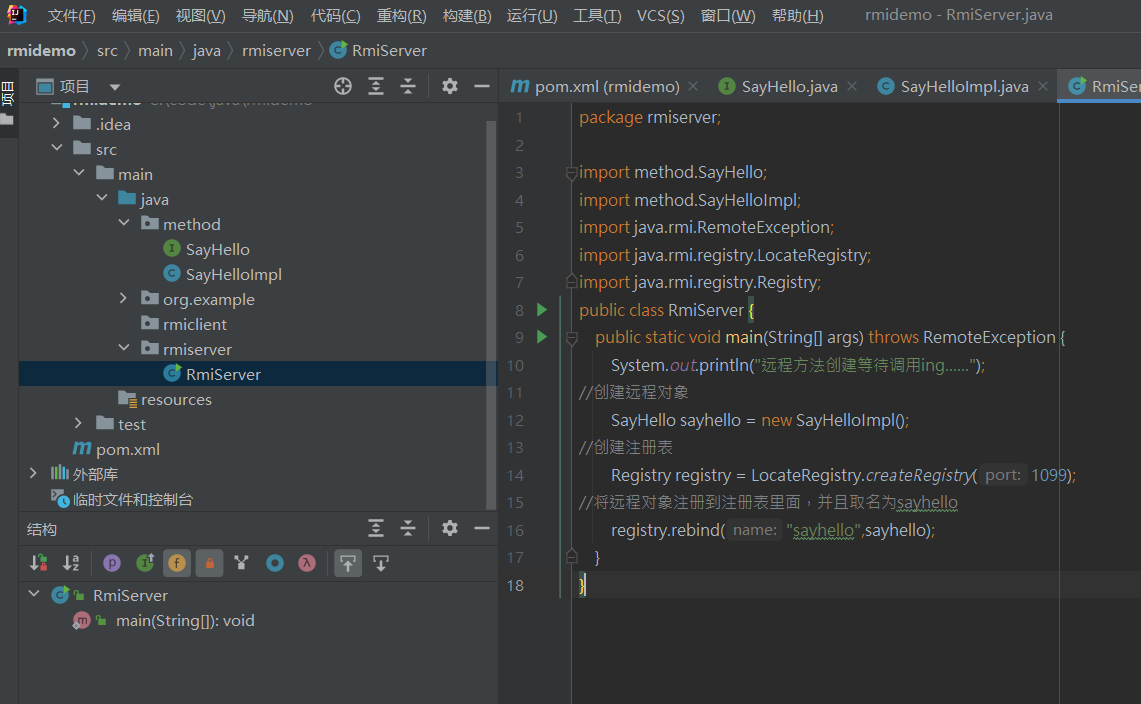 文件(F) 编辑(E) 视图(V) 导航(N) 代码(C) 重构(R) 构建(B) 运行(U) 工具(T) VCS(S) 窗口(W) 帮助(H) rmidemo - RmiServer.java
rmidemo src main java rmiserver RmiServer
项目
项目
pom.xml (rmidemo) SayHello.java SayHelloImpl.java RmiSer
.idea
src
main
java
method
SayHello
SayHelloImpl
org.example
rmiclient
rmiserver
RmiServer
resources
test
pom.xml
外部库
临时文件和控制台
结构
RmiServer
main(String[]): void
1 package rmiserver;
2
3 import method.SayHello;
4 import method.SayHelloImpl;
5 import java.rmi.RemoteException;
6 import java.rmi.registry.LocateRegistry;
7 import java.rmi.registry.Registry;
8 public class RmiServer {
9 public static void main(String[] args) throws RemoteException {
10 System.out.println("远程方法创建等待调用ing......");
11 //创建远程对象
12 SayHello sayhello = new SayHelloImpl();
13 //创建注册表
14 Registry registry = LocateRegistry.createRegistry( port: 1099);
15 //将远程对象注册到注册表里面，并且取名为sayhello
16 registry.rebind( name: "sayhello",sayhello);
17 }
18 }